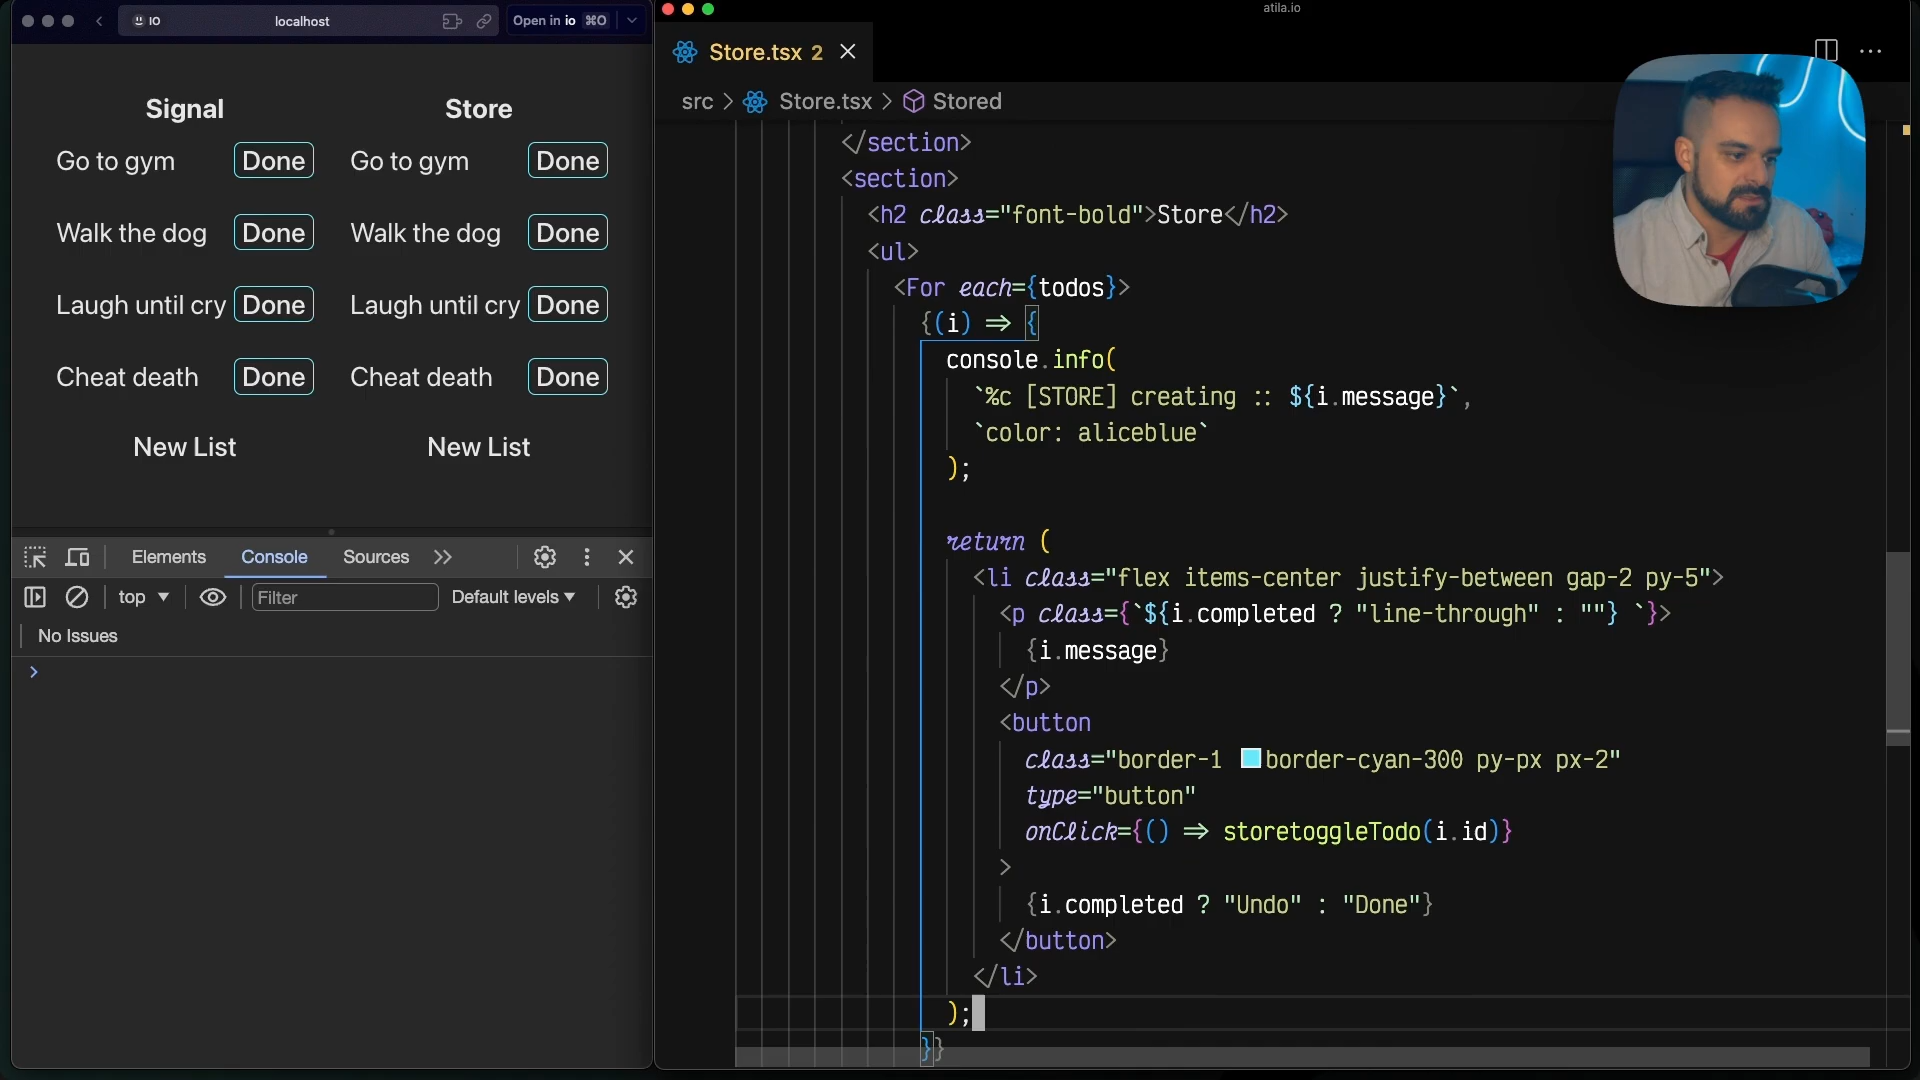 IO
localhost
Open in io ⌘O
Signal
Store
Go to gym
Done
Go to gym
Done
Walk the dog
Done
Walk the dog
Done
Laugh until cry
Done
Laugh until cry
Done
Cheat death
Done
Cheat death
Done
New List
New List
Elements
Console
Sources
top
Filter
Default levels
No Issues
atila.io
Store.tsx 2
src > Store.tsx > Stored
</section>
<section>
<h2 class="font-bold">Store</h2>
<ul>
<For each={todos}>
{(i) => {
console.info(
`%c [STORE] creating :: ${i.message}`,
`color: aliceblue`
);
return (
<li class="flex items-center justify-between gap-2 py-5">
<p class={`${i.completed ? "line-through" : ""} `}>
{i.message}
</p>
<button
class="border-1 border-cyan-300 py-px px-2"
type="button"
onClick={() => storetoggleTodo(i.id)}
>
{i.completed ? "Undo" : "Done"}
</button>
</li>
);
}}